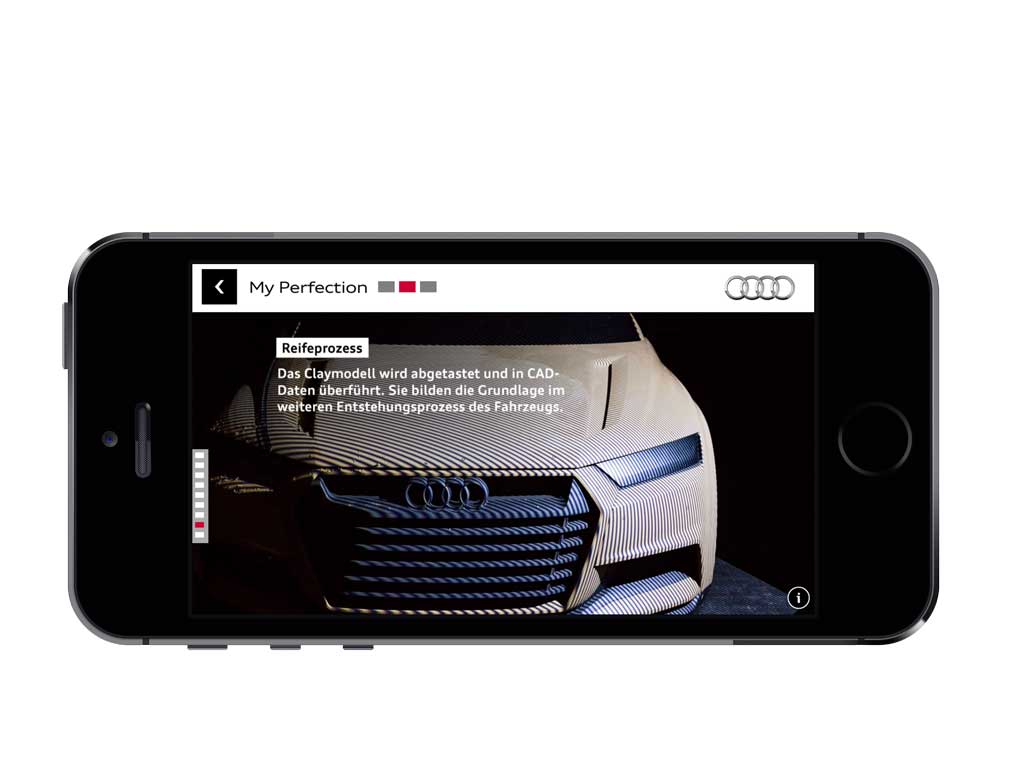 My Perfection
Reifeprozess
Das Claymodell wird abgetastet und in CAD-
Daten überführt. Sie bilden die Grundlage im
weiteren Entstehungsprozess des Fahrzeugs.
i